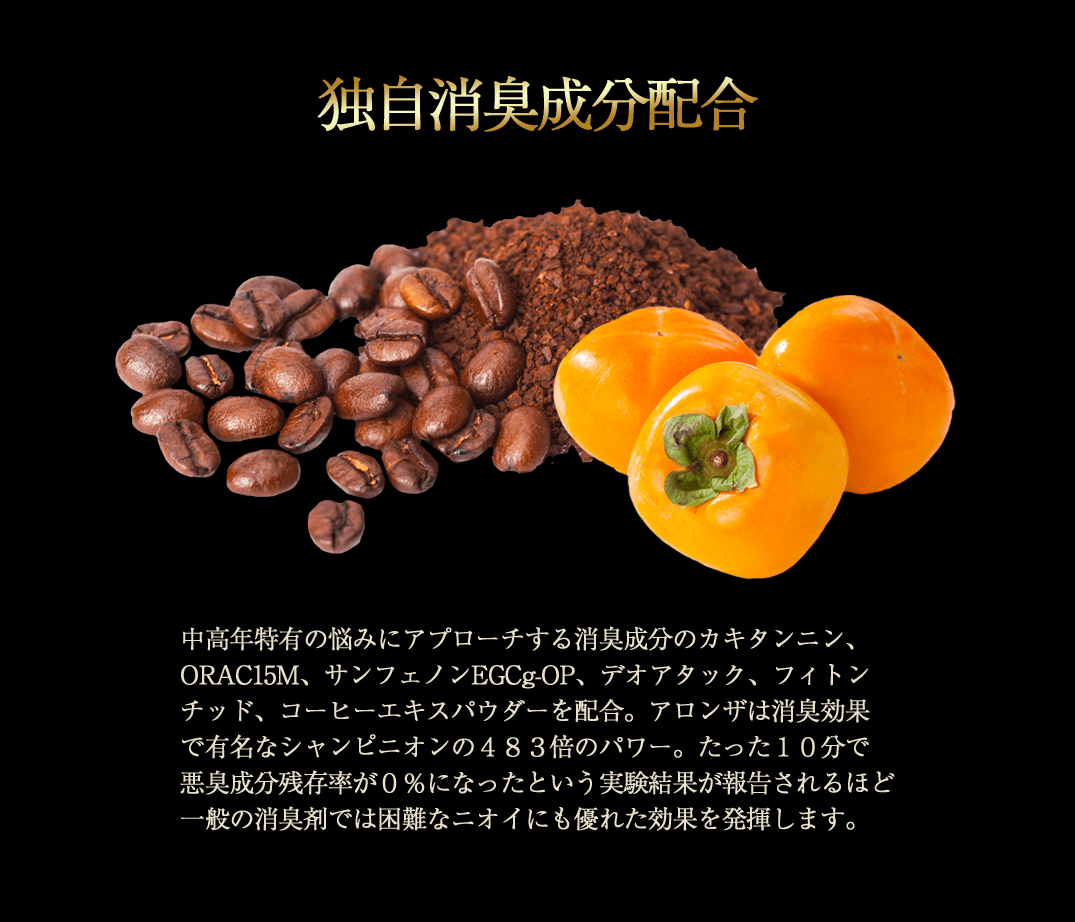 独自消臭成分配合
中高年特有の悩みにアプローチする消臭成分のカキタンニン、
ORAC15M、サンフェノンEGCg-OP、デオアタック、フィトン
チッド、コーヒーエキスパウダーを配合。アロンザは消臭効果
で有名なシャンピニオンの４８３倍のパワー。たった１０分で
悪臭成分残存率が０％になったという実験結果が報告されるほど
一般の消臭剤では困難なニオイにも優れた効果を発揮します。